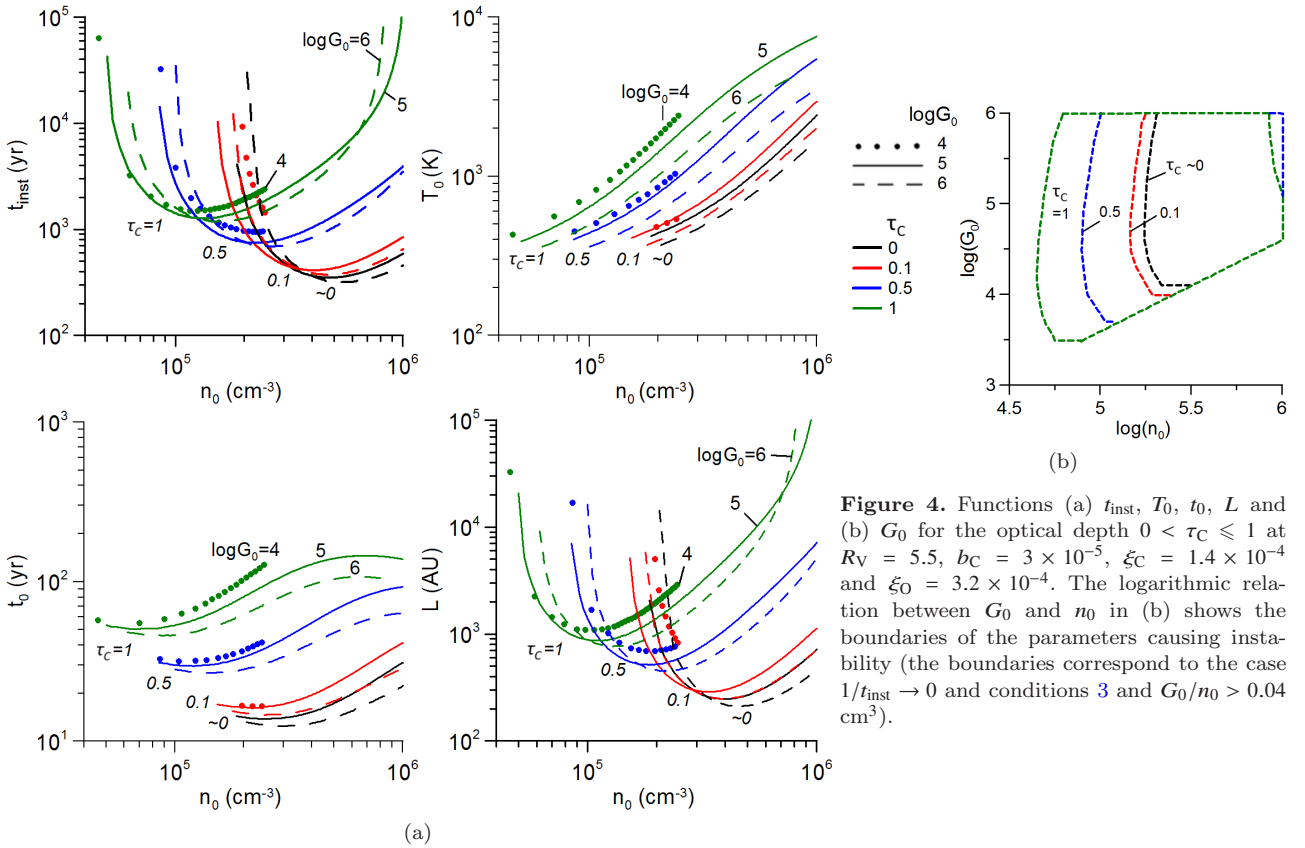 10^5
10^4
10^3
10^2
t_inst (yr)
logG_0=6
5
4
τ_C=1
0.5
0.1
~0
10^5
10^6
n_0 (cm^-3)
10^4
10^3
10^2
T_0 (K)
logG_0=4
5
6
τ_C=1
0.5
0.1
~0
10^5
10^6
n_0 (cm^-3)
logG_0
4
5
6
τ_C
0
0.1
0.5
1
6
5
4
3
log(G_0)
τ_C
=1
0.5
0.1
τ_C ~0
4.5
5
5.5
6
log(n_0)
(b)
10^3
10^2
10^1
t_0 (yr)
logG_0=4
5
6
τ_C=1
0.5
0.1
~0
10^5
10^6
n_0 (cm^-3)
10^5
10^4
10^3
10^2
L (AU)
logG_0=6
5
4
τ_C=1
0.5
0.1
~0
10^5
10^6
n_0 (cm^-3)
(a)
Figure 4. Functions (a) t_inst, T_0, t_0, L and
(b) G_0 for the optical depth 0 < τ_C ⩽ 1 at
R_V = 5.5, b_C = 3 × 10^-5, ξ_C = 1.4 × 10^-4
and ξ_O = 3.2 × 10^-4. The logarithmic rela-
tion between G_0 and n_0 in (b) shows the
boundaries of the parameters causing insta-
bility (the boundaries correspond to the case
1/t_inst → 0 and conditions 3 and G_0/n_0 > 0.04
cm^3).